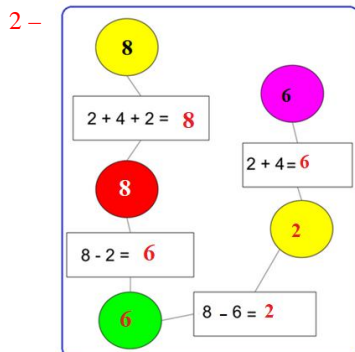 2 –
8
6
2 + 4 + 2 = 8
2 + 4 = 6
8
2
8 - 2 = 6
6
8 – 6 = 2